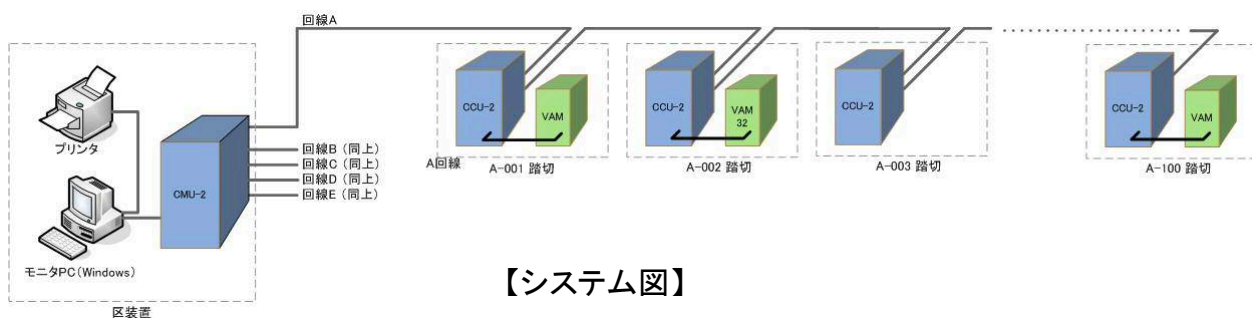 回線A
プリンタ
モニタPC(Windows)
CMU-2
回線B(同上)
回線C(同上)
回線D(同上)
回線E(同上)
区装置
A回線
CCU-2
VAM
A-001 踏切
CCU-2
VAM
32
A-002 踏切
CCU-2
A-003 踏切
CCU-2
VAM
A-100 踏切
【システム図】